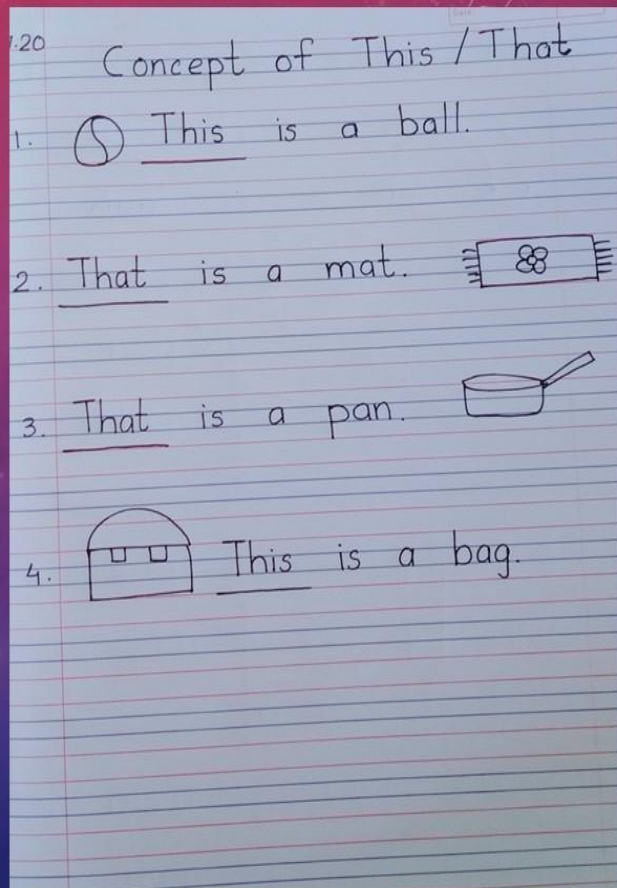 .20
Concept of This / That
1. This is a ball.
2. That is a mat.
3. That is a pan.
4. This is a bag.